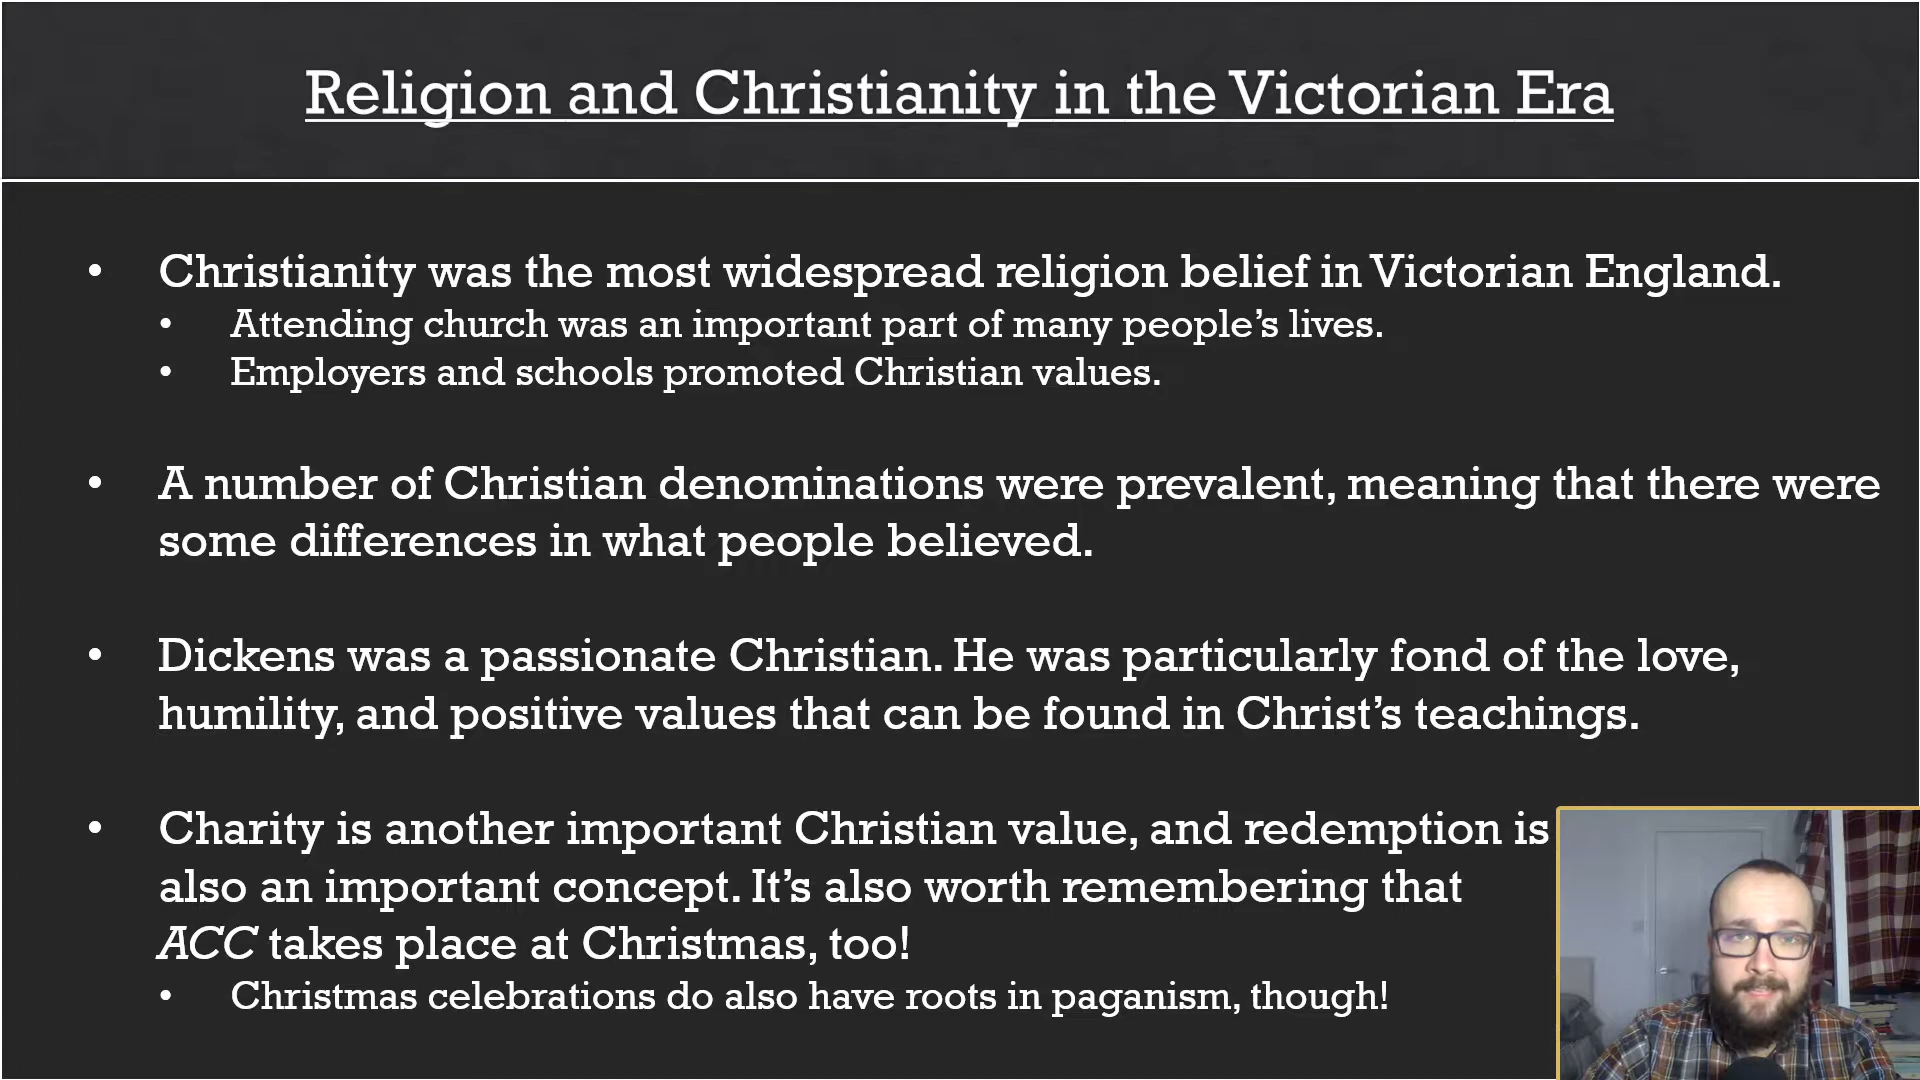 Religion and Christianity in the Victorian Era
• Christianity was the most widespread religion belief in Victorian England.
• Attending church was an important part of many people’s lives.
• Employers and schools promoted Christian values.
• A number of Christian denominations were prevalent, meaning that there were
some differences in what people believed.
• Dickens was a passionate Christian. He was particularly fond of the love,
humility, and positive values that can be found in Christ’s teachings.
• Charity is another important Christian value, and redemption is
also an important concept. It’s also worth remembering that
ACC takes place at Christmas, too!
• Christmas celebrations do also have roots in paganism, though!